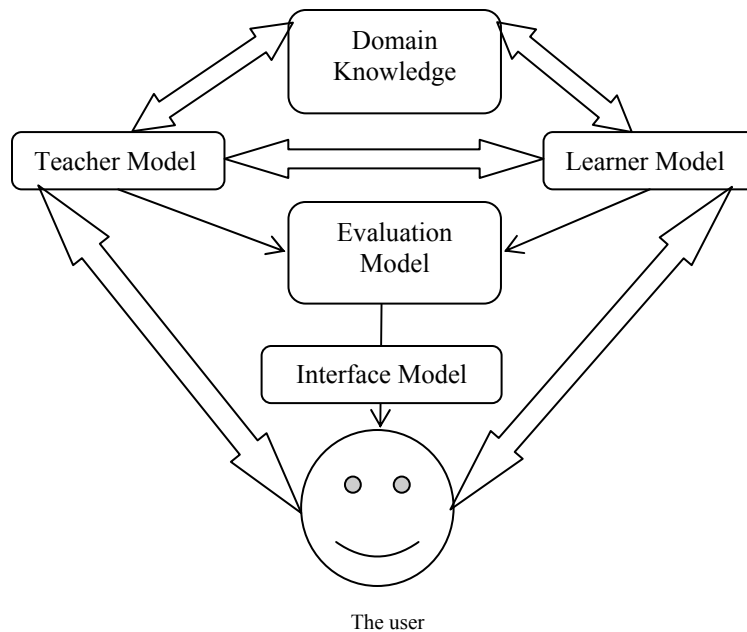 Domain
Knowledge
Teacher Model
Learner Model
Evaluation
Model
Interface Model
The user